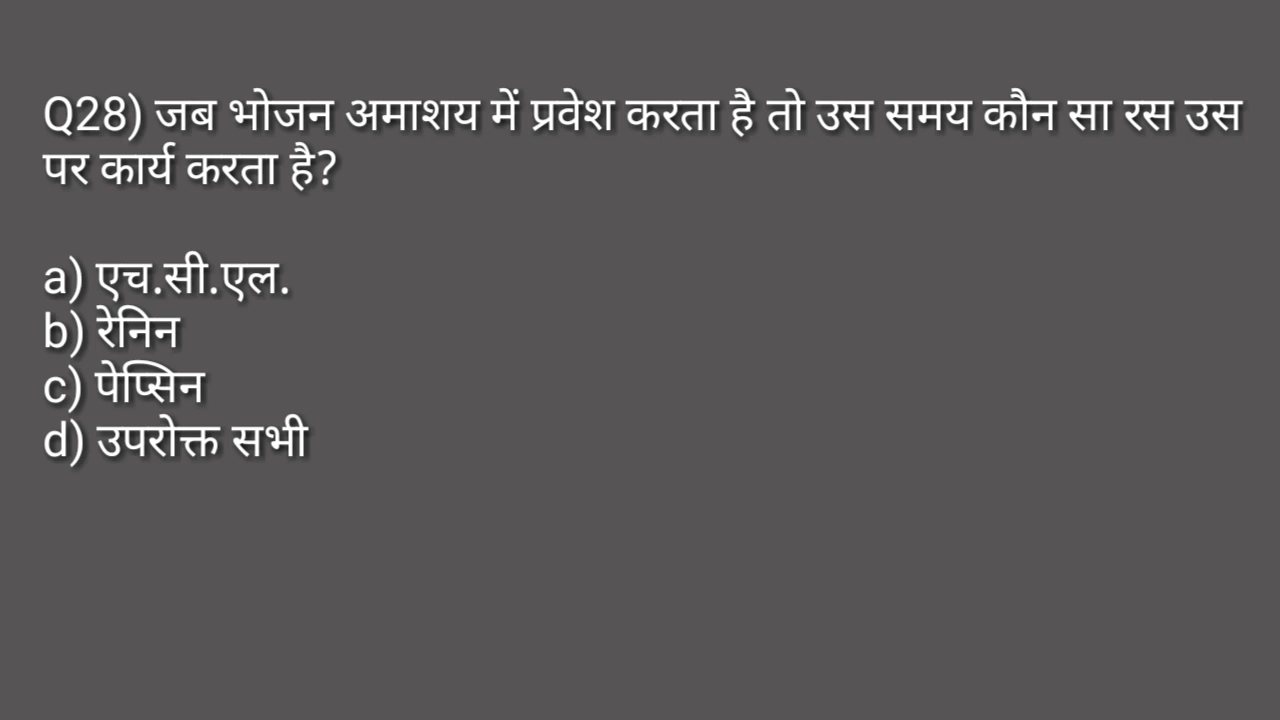 Q28) जब भोजन अमाशय में प्रवेश करता है तो उस समय कौन सा रस उस
पर कार्य करता है?
a) एच.सी.एल.
b) रेनिन
c) पेप्सिन
d) उपरोक्त सभी